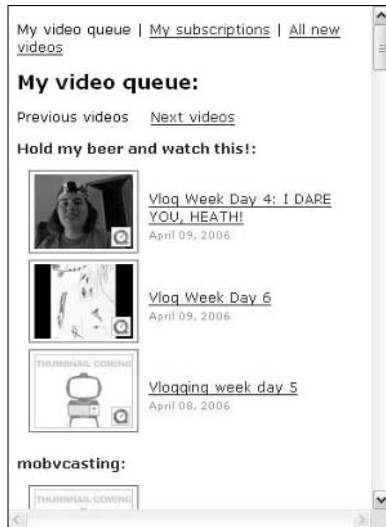 My video queue | My subscriptions | All new
videos
My video queue:
Previous videos Next videos
Hold my beer and watch this!:
Vlog Week Day 4: I DARE
YOU, HEATH!
April 09, 2006
Vlog Week Day 6
April 09, 2006
THUMBNAIL COMING
Vlogging week day 5
April 08, 2006
mobvcasting:
THUMBNAIL COMING